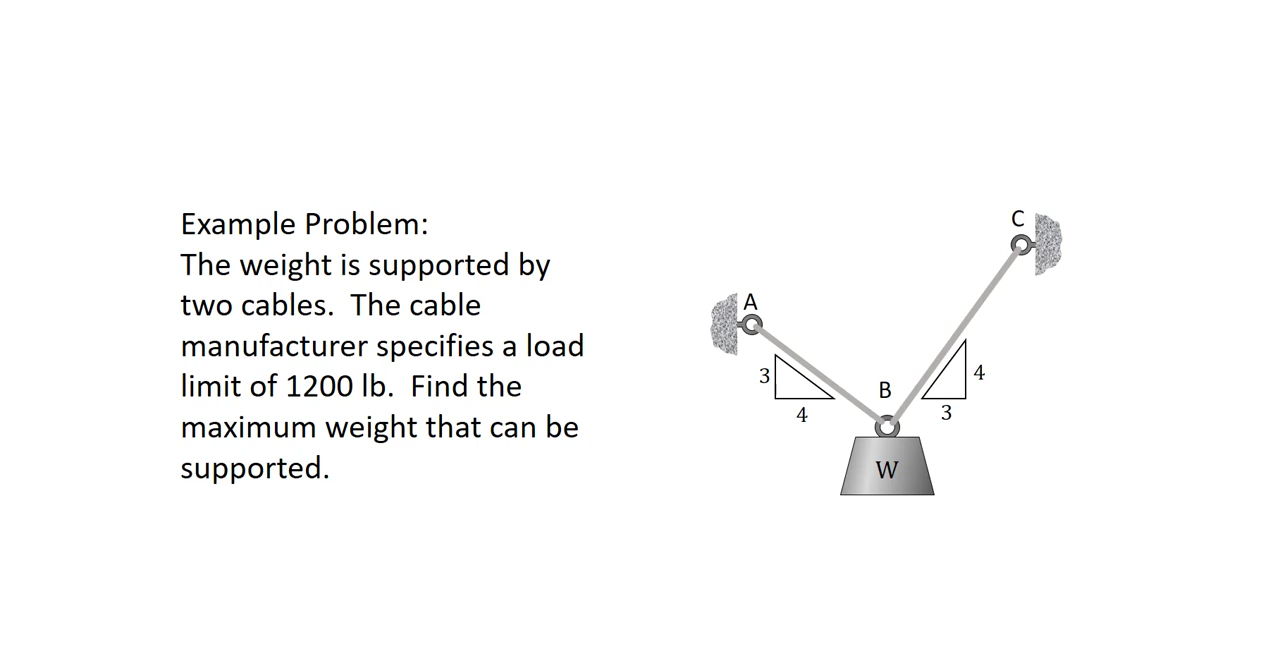 Example Problem:
The weight is supported by
two cables.  The cable
manufacturer specifies a load
limit of 1200 lb.  Find the
maximum weight that can be
supported.
C
A
3
4
B
4
3
W